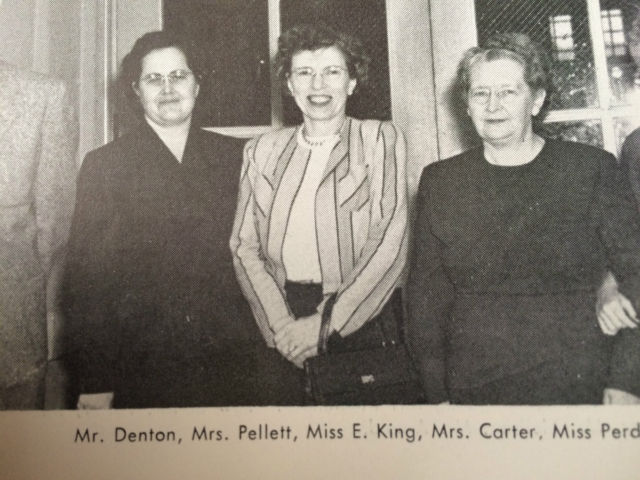 Mr. Denton, Mrs. Pellett, Miss E. King, Mrs. Carter, Miss Perd